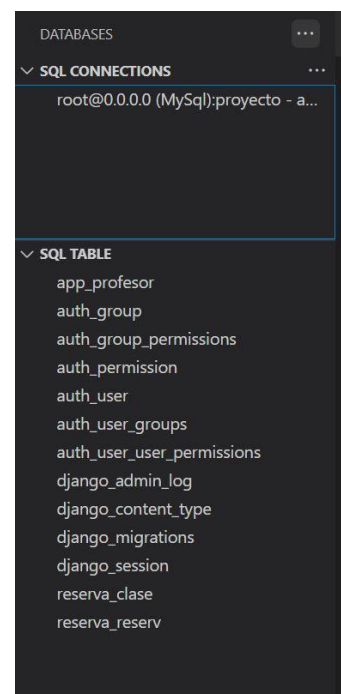 DATABASES ...
SQL CONNECTIONS ...
root@0.0.0.0 (MySql):proyecto - a...
SQL TABLE
app_profesor
auth_group
auth_group_permissions
auth_permission
auth_user
auth_user_groups
auth_user_user_permissions
django_admin_log
django_content_type
django_migrations
django_session
reserva_clase
reserva_reserv